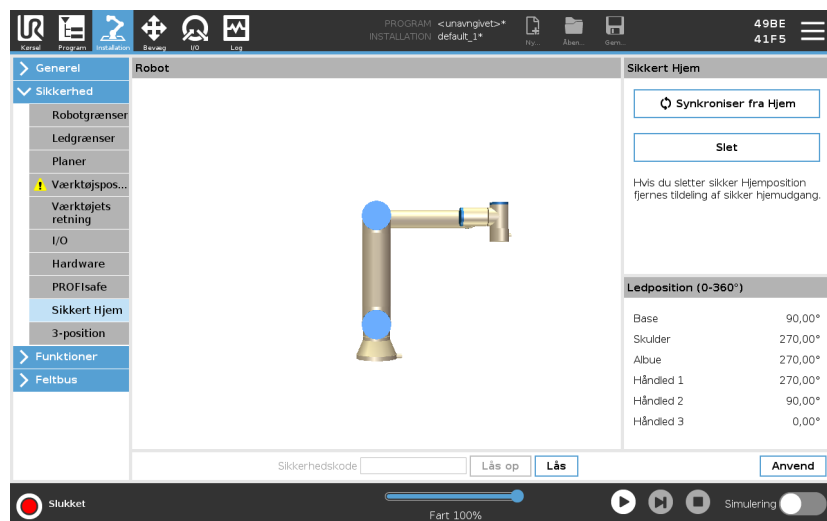 UR
Kørsel
Program
Installation
Bevæg
I/O
Log
PROGRAM <unavngivet>*
INSTALLATION default_1*
Ny...
Åben...
Gem...
49BE
41F5
Generel
Sikkerhed
Robotgrænser
Ledgrænser
Planer
Værktøjspos...
Værktøjets
retning
I/O
Hardware
PROFIsafe
Sikkert Hjem
3-position
Funktioner
Feltbus
Robot
Sikkert Hjem
Synkroniser fra Hjem
Slet
Hvis du sletter sikker Hjemposition
fjernes tildeling af sikker hjemudgang.
Ledposition (0-360°)
Base 90,00°
Skulder 270,00°
Albue 270,00°
Håndled 1 270,00°
Håndled 2 90,00°
Håndled 3 0,00°
Sikkerhedskode Lås op Lås
Anvend
Slukket
Fart 100%
Simulering